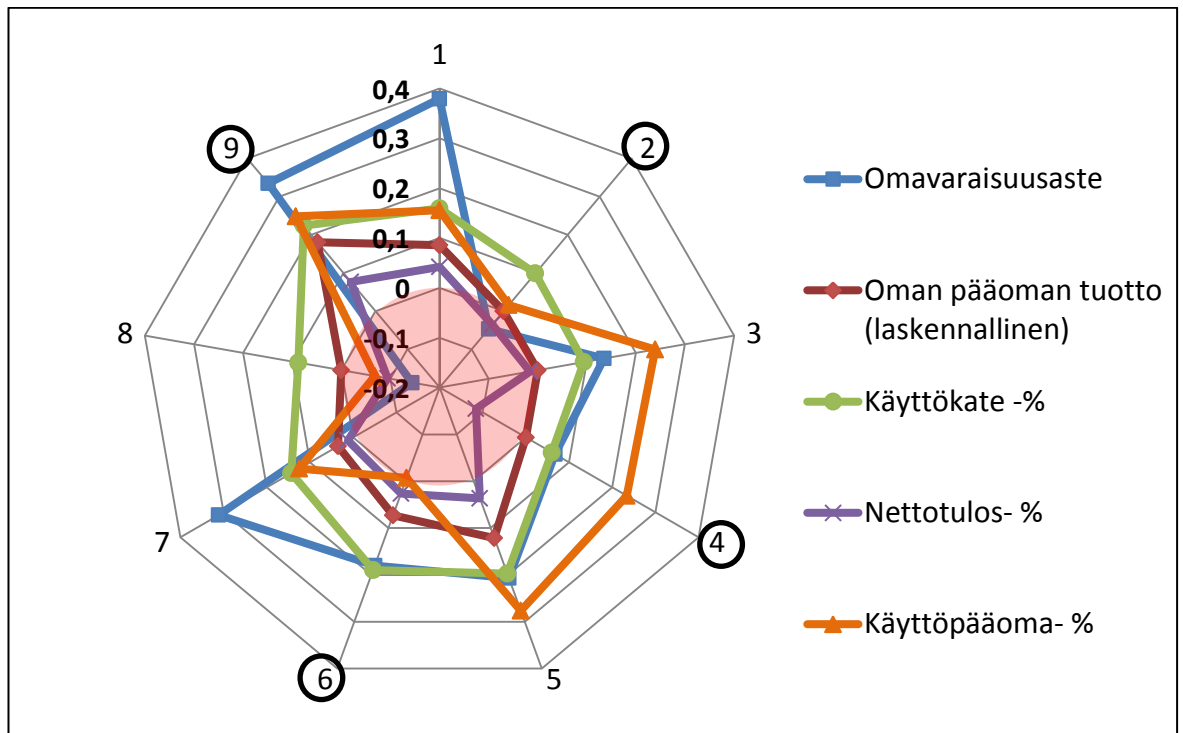 1
0,4
0,3
0,2
0,1
0
-0,1
-0,2
2
3
4
5
6
7
8
9
Omavaraisuusaste
Oman pääoman tuotto
(laskennallinen)
Käyttökate -%
Nettotulos- %
Käyttöpääoma- %